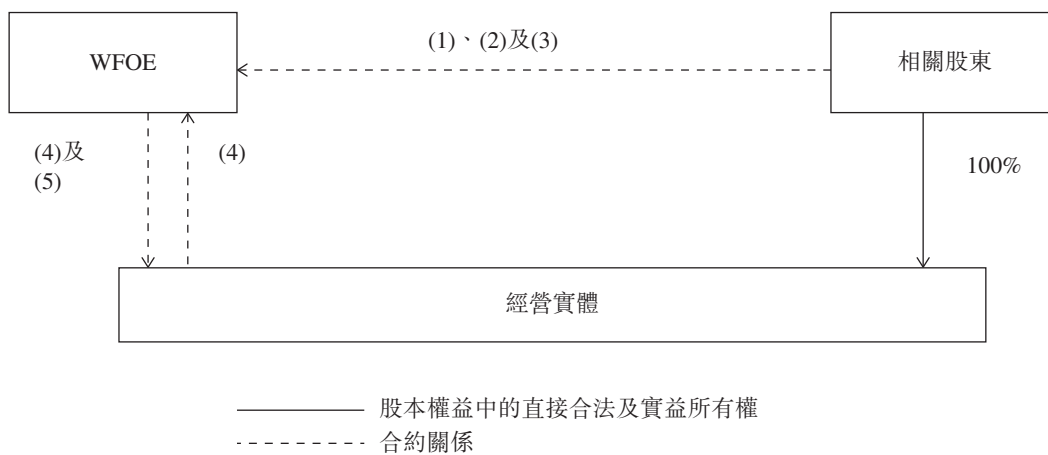 (1)、(2)及(3)
WFOE
相關股東
(4)及
(5)
(4)
100%
經營實體
股本權益中的直接合法及實益所有權
合約關係